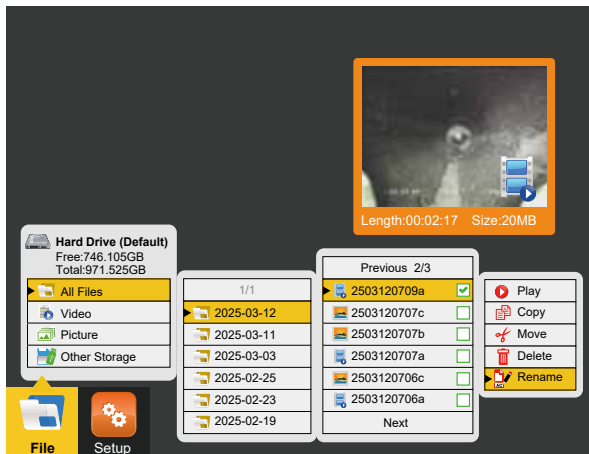 Length:00:02:17 Size:20MB
Hard Drive (Default)
Free:746.105GB
Total:971.525GB
All Files
Video
Picture
Other Storage
File
Setup
1/1
2025-03-12
2025-03-11
2025-03-03
2025-02-25
2025-02-23
2025-02-19
Previous 2/3
2503120709a
2503120707c
2503120707b
2503120707a
2503120706c
2503120706a
Next
Play
Copy
Move
Delete
Rename